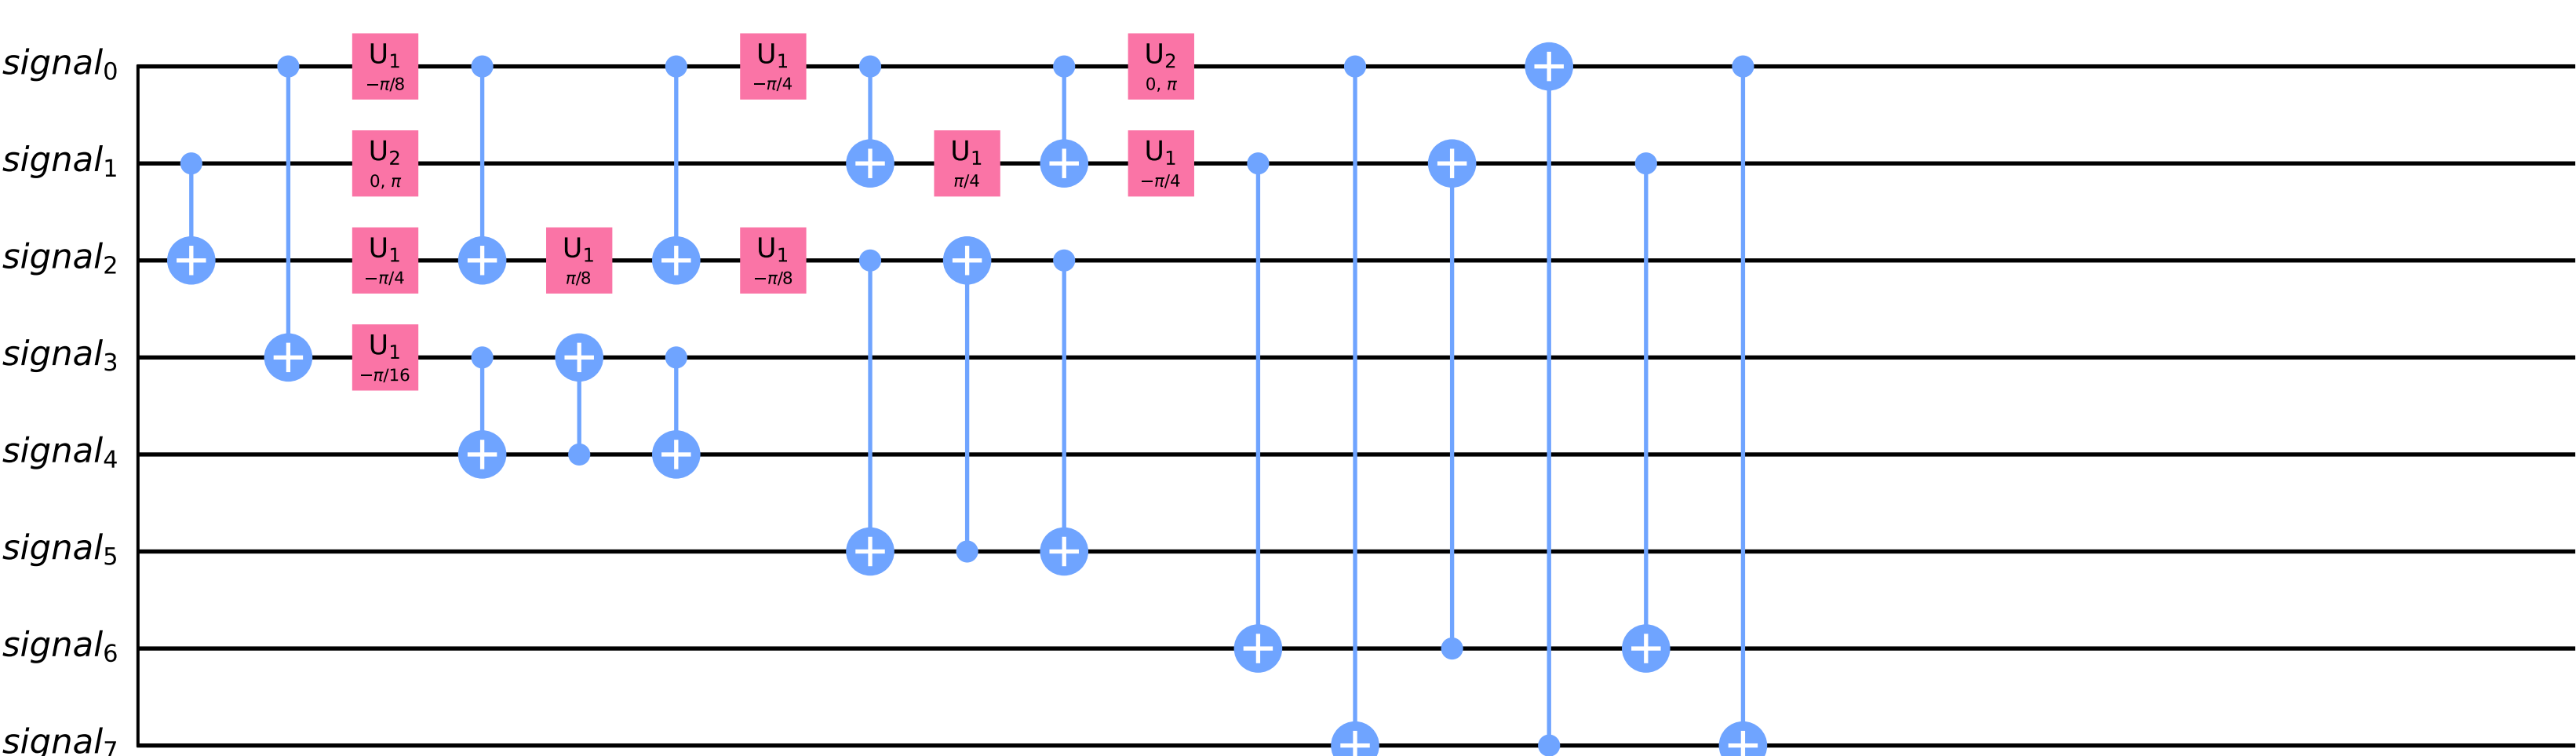 signal0 U1 −π/8 U1 −π/4 U2 0, π
signal1 U2 0, π U1 π/4 U1 −π/4
signal2 U1 −π/4 U1 π/8 U1 −π/8
signal3 U1 −π/16
signal4
signal5
signal6
signal7